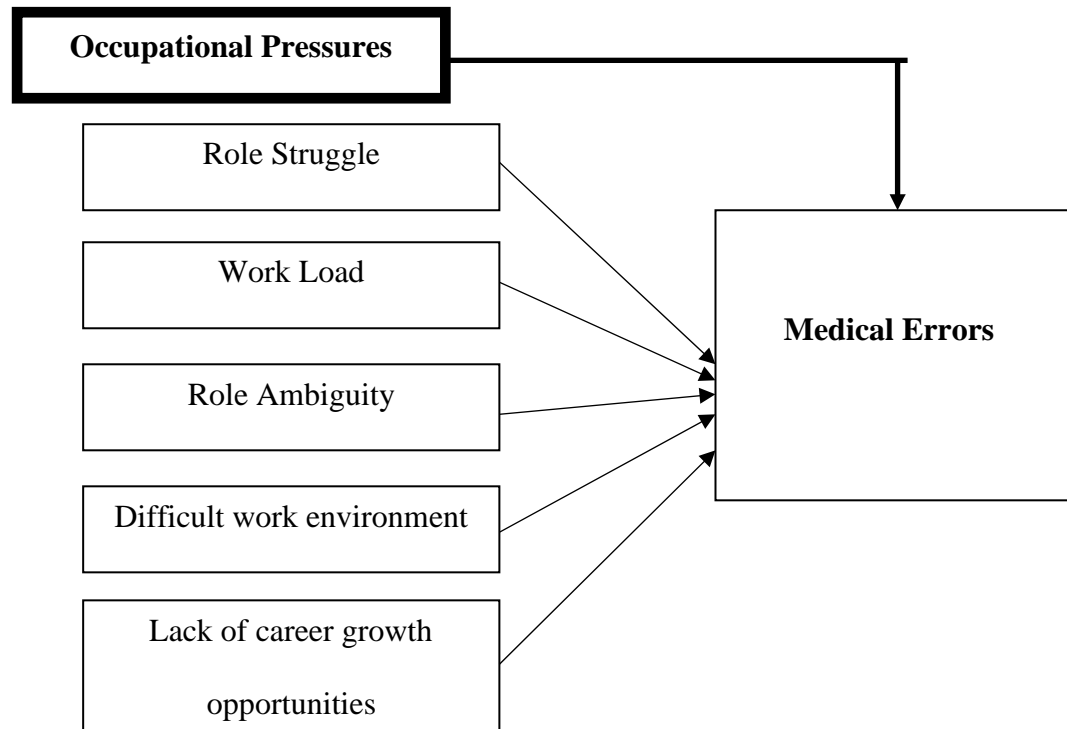 Occupational Pressures
Role Struggle
Work Load
Role Ambiguity
Difficult work environment
Lack of career growth
opportunities
Medical Errors